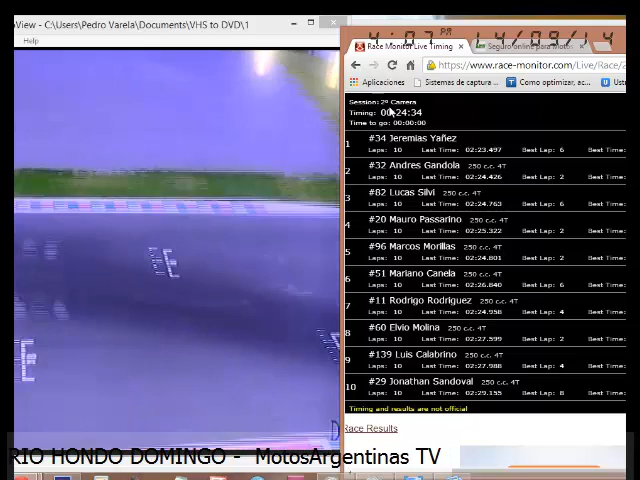 View - C:\Users\Pedro Varela\Documents\VHS to DVD\1
Help
4:07 PM 14/09/14
Race Monitor Live Timing
Seguro online para motos
https://www.race-monitor.com/Live/Race/
Aplicaciones
Sistemas de captura ...
Como optimizar, ac...
Session: 2º Carrera
Timing: 00:24:34
Time to go: 00:00:00
1 #34 Jeremias Yañez
Laps: 10 Last Time: 02:23.497 Best Lap: 6 Best Time:
2 #32 Andres Gandola 250 c.c. 4T
Laps: 10 Last Time: 02:24.426 Best Lap: 2 Best Time:
3 #82 Lucas Silvi 250 c.c. 4T
Laps: 10 Last Time: 02:24.763 Best Lap: 6 Best Time:
4 #20 Mauro Passarino 250 c.c. 4T
Laps: 10 Last Time: 02:25.322 Best Lap: 2 Best Time:
5 #96 Marcos Morillas 250 c.c. 4T
Laps: 10 Last Time: 02:24.801 Best Lap: 2 Best Time:
6 #51 Mariano Canela 250 c.c. 4T
Laps: 10 Last Time: 02:26.840 Best Lap: 6 Best Time:
7 #11 Rodrigo Rodriguez 250 c.c. 4T
Laps: 10 Last Time: 02:24.958 Best Lap: 4 Best Time:
8 #60 Elvio Molina 250 c.c. 4T
Laps: 10 Last Time: 02:27.599 Best Lap: 2 Best Time:
9 #139 Luis Calabrino 250 c.c. 4T
Laps: 10 Last Time: 02:27.988 Best Lap: 4 Best Time:
10 #29 Jonathan Sandoval 250 c.c. 4T
Laps: 10 Last Time: 02:29.155 Best Lap: 8 Best Time:
Timing and results are not official
Race Results
RIO HONDO DOMINGO - MotosArgentinas TV